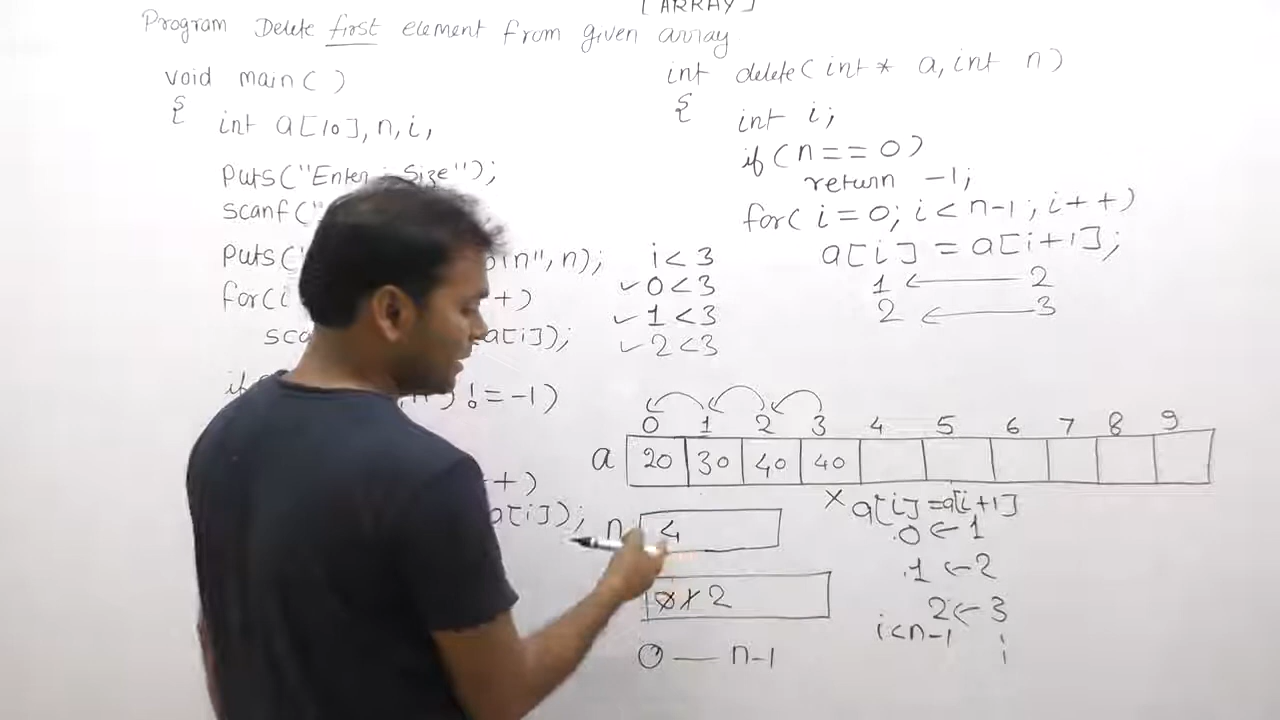 [ARRAY]
Program Delete first element from given array
void main( )
{
int a[10], n, i,
puts("Enter Size");
scanf("
puts(" n", n);
for(i +)
sca a[i]);
if , n) != -1)
+)
a[i]);
int delete(int* a, int n)
{
int i;
if(n == 0)
return -1;
for(i = 0; i < n-1; i++)
a[i] = a[i+1];
1 ← 2
2 ← 3
i < 3
✓ 0 < 3
✓ 1 < 3
✓ 2 < 3
0 1 2 3 4 5 6 7 8 9
a 20 30 40 40
n 4
0 1 2
0 — n-1
x a[i] = a[i+1]
0 ← 1
1 ← 2
2 ← 3
i < n-1